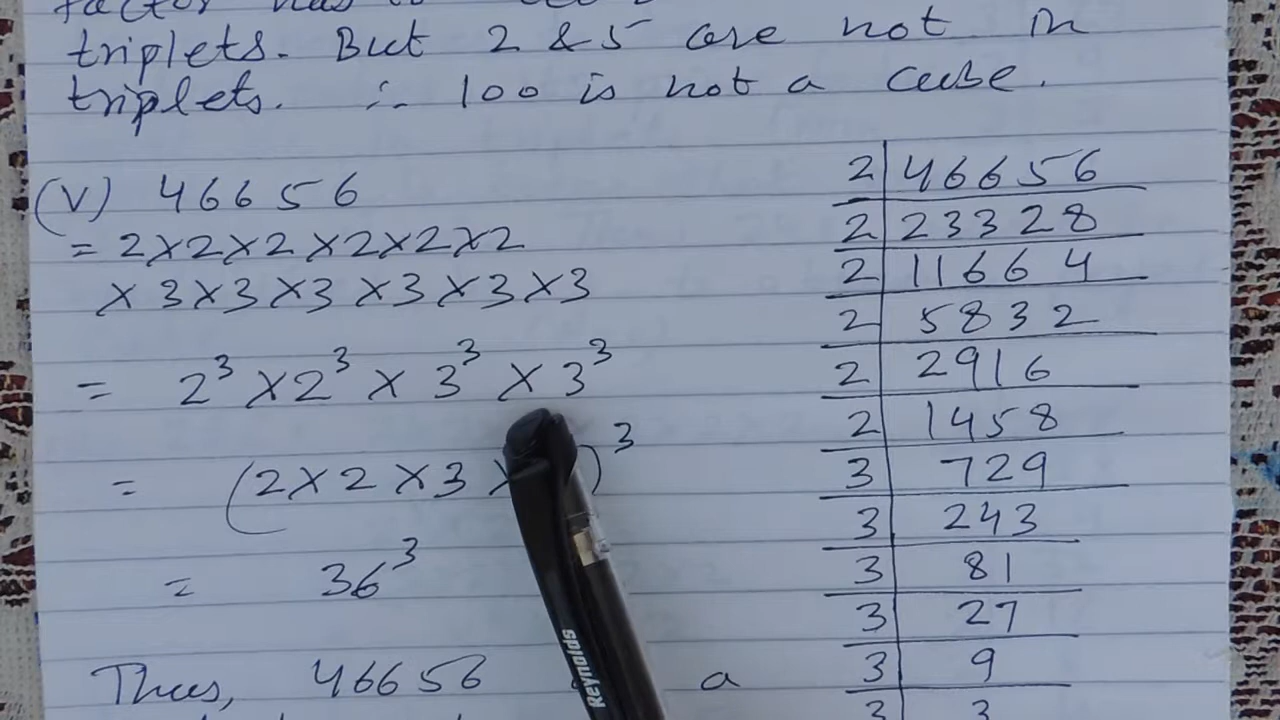 triplets. But 2 & 5 are not in
triplets. ∴ 100 is not a cube.
(V) 46656
= 2×2×2×2×2×2
×3×3×3×3×3×3
= 2³ × 2³ × 3³ × 3³
= (2×2×3× )³
= 36³
Thus, 46656 a
2 | 46656
2 | 23328
2 | 11664
2 | 5832
2 | 2916
2 | 1458
3 | 729
3 | 243
3 | 81
3 | 27
3 | 9
3 | 3
Reynolds